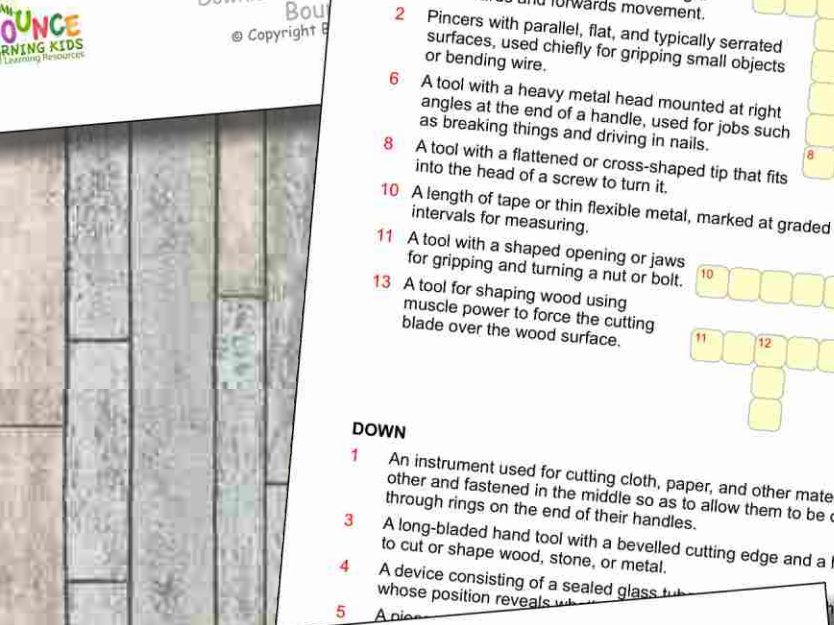 OUNCE
RNING KIDS
Learning Resources
© Copyright
forwards movement.
2 Pincers with parallel, flat, and typically serrated
surfaces, used chiefly for gripping small objects
or bending wire.
6 A tool with a heavy metal head mounted at right
angles at the end of a handle, used for jobs such
as breaking things and driving in nails.
8 A tool with a flattened or cross-shaped tip that fits
into the head of a screw to turn it.
8
10 A length of tape or thin flexible metal, marked at graded
intervals for measuring.
11 A tool with a shaped opening or jaws
for gripping and turning a nut or bolt.
10
13 A tool for shaping wood using
muscle power to force the cutting
blade over the wood surface.
11 12
DOWN
1 An instrument used for cutting cloth, paper, and other mate
other and fastened in the middle so as to allow them to be
through rings on the end of their handles.
3 A long-bladed hand tool with a bevelled cutting edge and a
to cut or shape wood, stone, or metal.
4 A device consisting of a sealed glass
whose position reveals
5 A